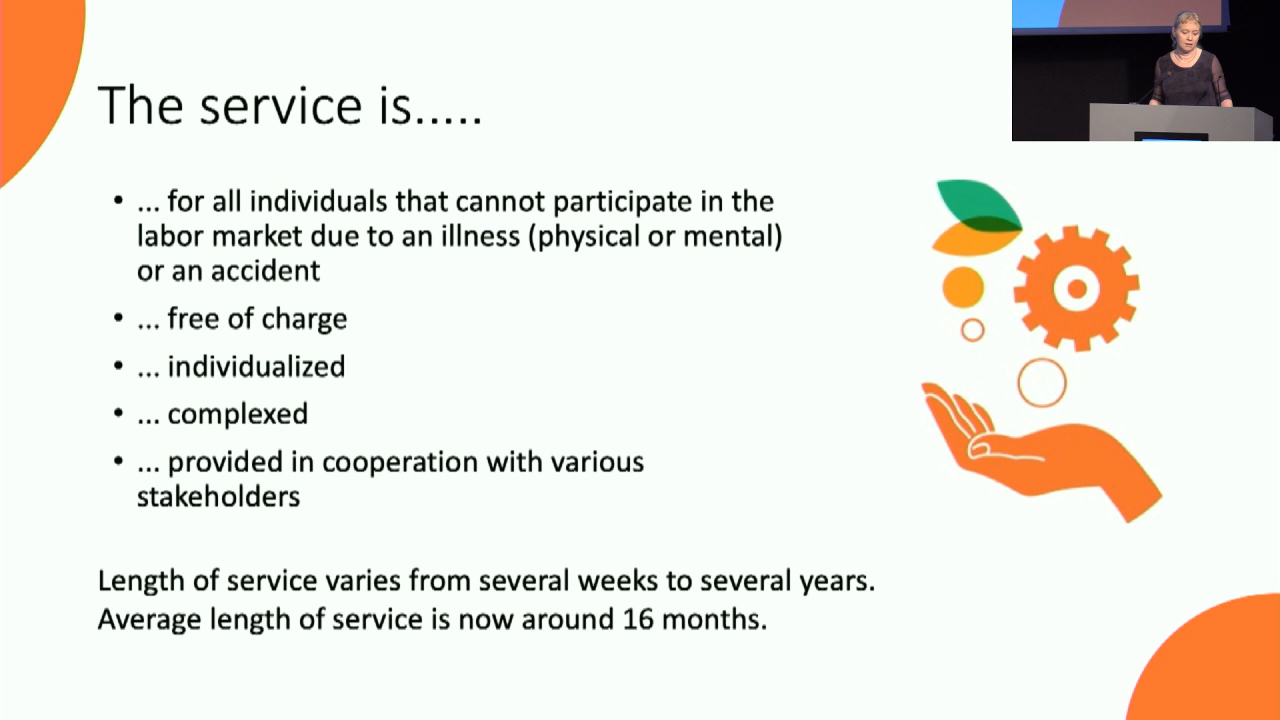 The service is.....
• ... for all individuals that cannot participate in the
labor market due to an illness (physical or mental)
or an accident
• ... free of charge
• ... individualized
• ... complexed
• ... provided in cooperation with various
stakeholders
Length of service varies from several weeks to several years.
Average length of service is now around 16 months.